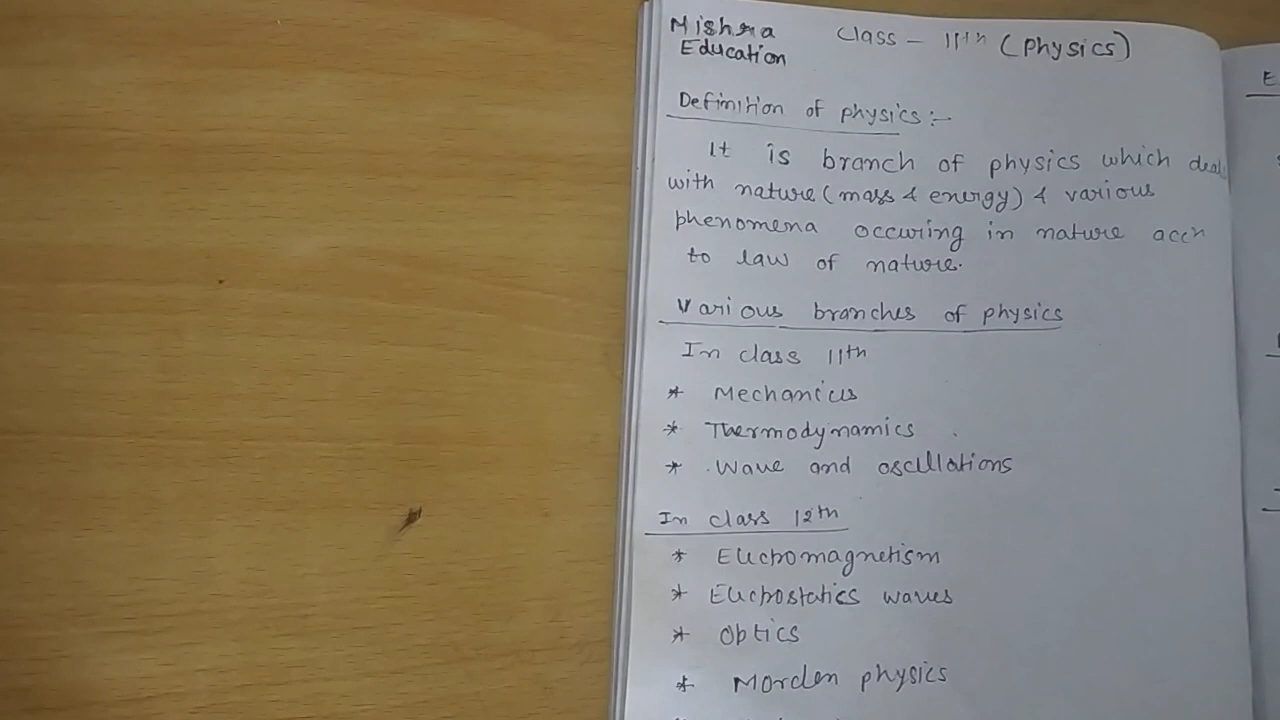 Mishra Education
Class - 11th (Physics)
Definition of physics :-
It is branch of physics which deals
with nature (mass & energy) & various
phenomena occuring in nature accn
to law of nature.
Various branches of physics
In class 11th
* Mechanics
* Thermodynamics
* Wave and oscillations
In class 12th
* Electromagnetism
* Electrostatics waves
* Optics
* Morden physics